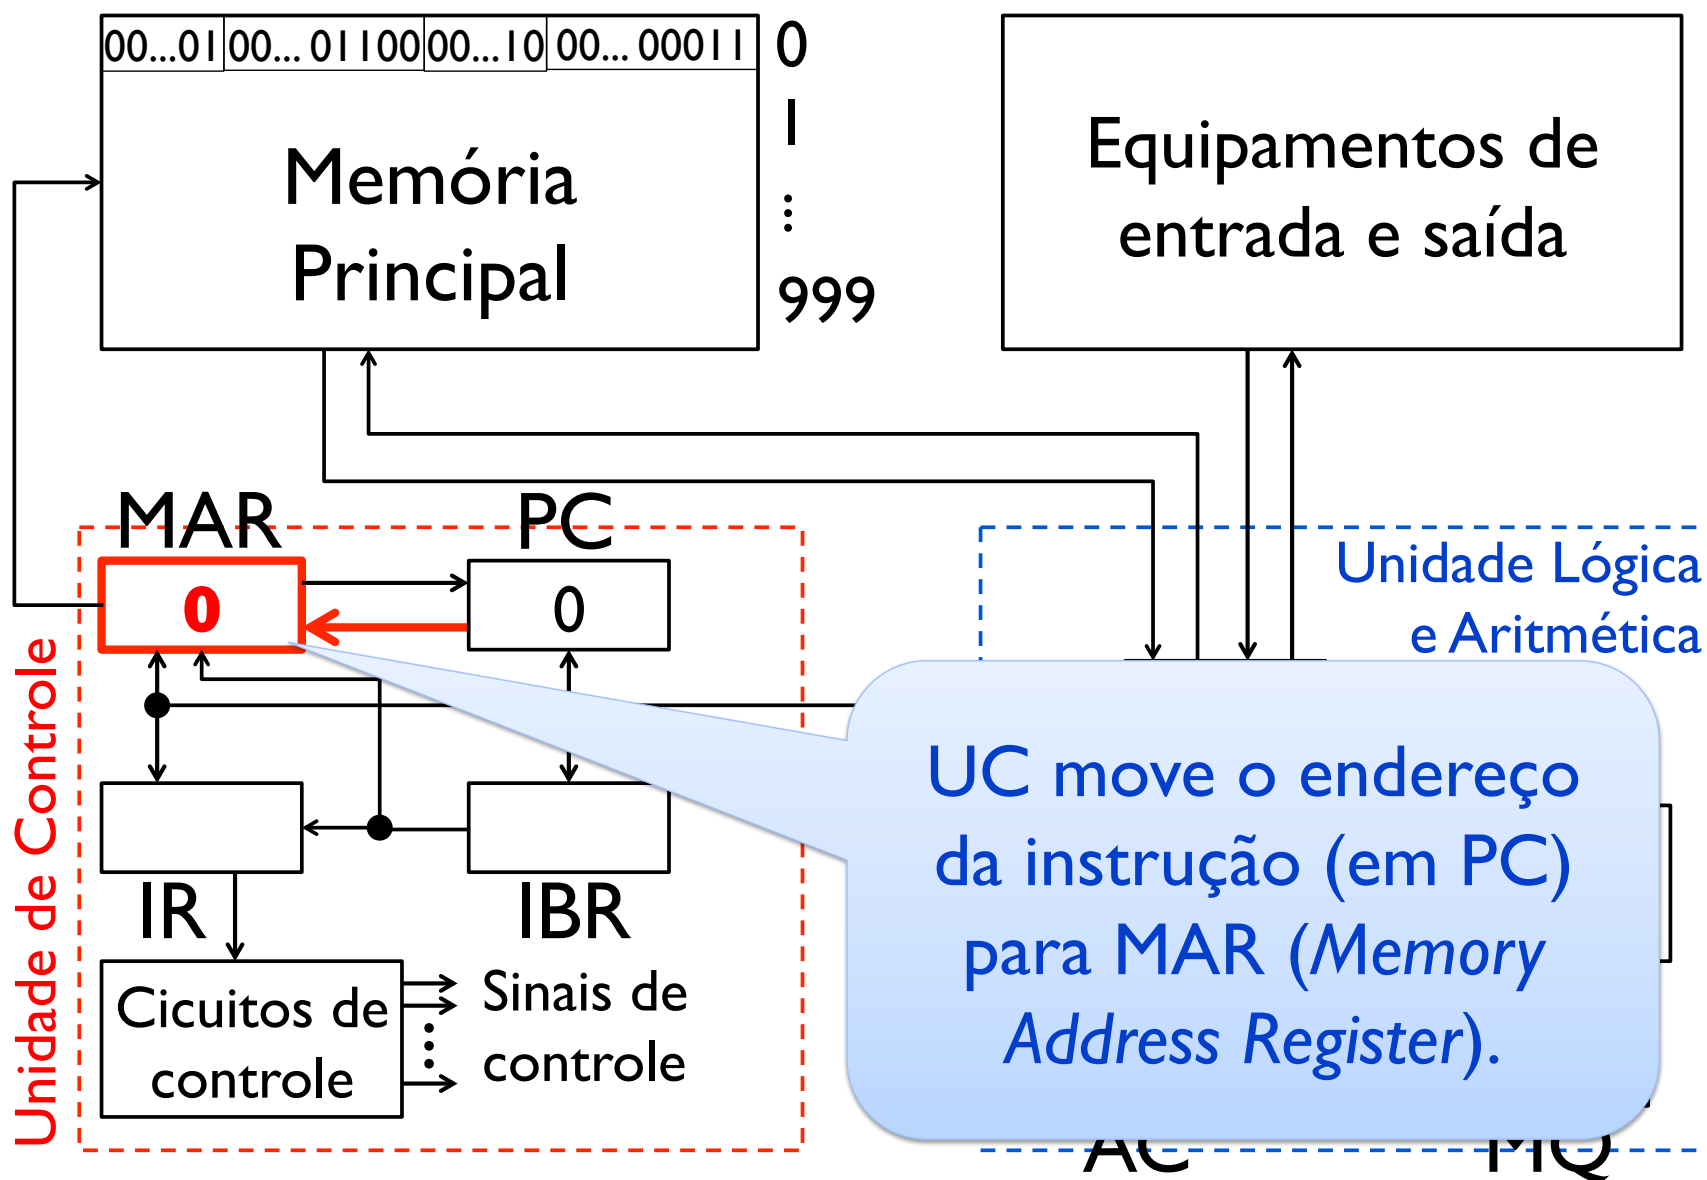 00...01 00... 01100 00...10 00... 00011 0
1
⋮
999
Memória
Principal
Equipamentos de
entrada e saída
MAR PC
0 0
Unidade Lógica
e Aritmética
Unidade de Controle
IR IBR
Cicuitos de
controle
Sinais de
controle
UC move o endereço
da instrução (em PC)
para MAR (Memory
Address Register).
AC MQ